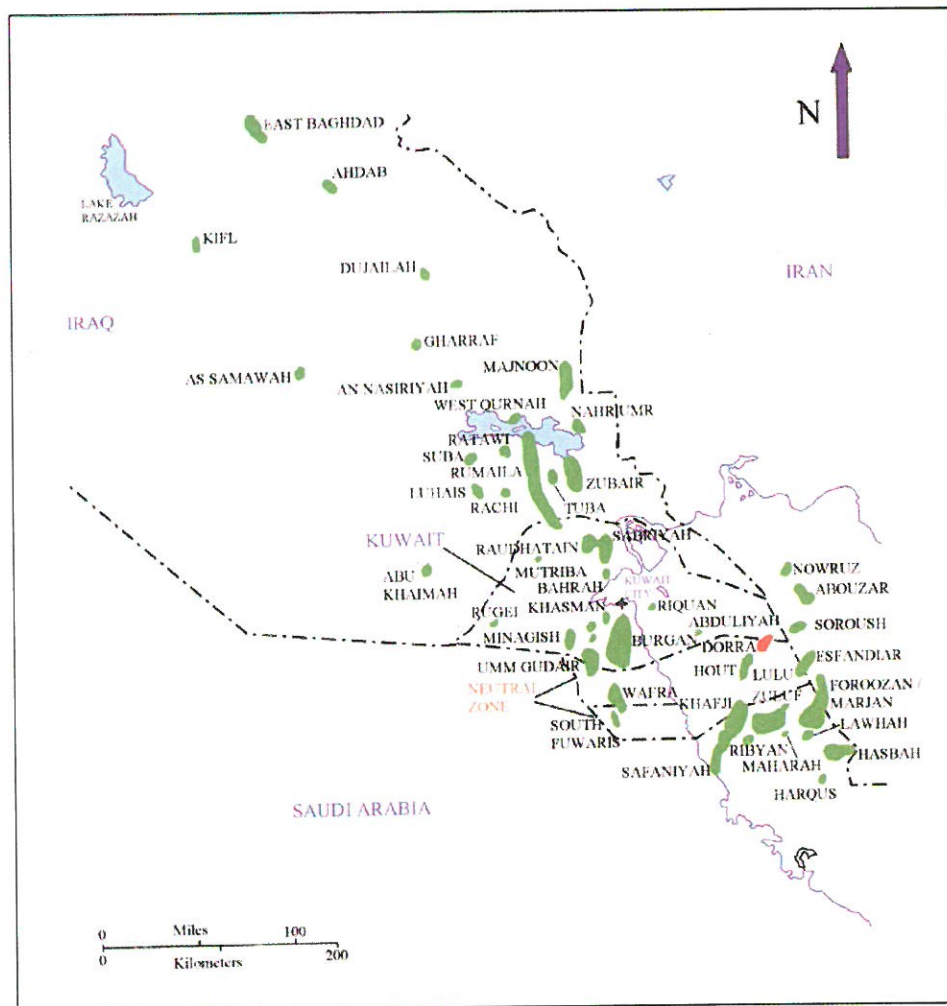 N
EAST BAGHDAD
AHDAB
LAKE
RAZAZAH
KIFL
DUJAILAH
IRAN
IRAQ
GHARRAF
AS SAMAWAH
MAJNOON
AN NASIRIYAH
WEST QURNAH
NAHR UMR
RATAWI
SUBA
RUMAILA
ZUBAIR
LUHAIS
RACHI
TUBA
SABRIYAH
KUWAIT
RAUDHATAIN
ABU
KHAIMAH
MUTRIBA
BAHRAH
KUWAIT
CITY
NOWRUZ
ABOUZAR
RUGEI
KHASMAN
RIQUAN
ABDULIYAH
SOROUSH
MINAGISH
BURGAN
DORRA
UMM GUDAIR
HOUT
LULU
ESFANDIAR
NEUTRAL
ZONE
WAFRA
KHAFJI
ZULUF
FOROOZAN /
MARJAN
LAWHAH
SOUTH
FUWARIS
RIBYAN
MAHARAH
HASBAH
SAFANIYAH
HARQUS
SAUDI ARABIA
0 Miles 100
0 Kilometers 200